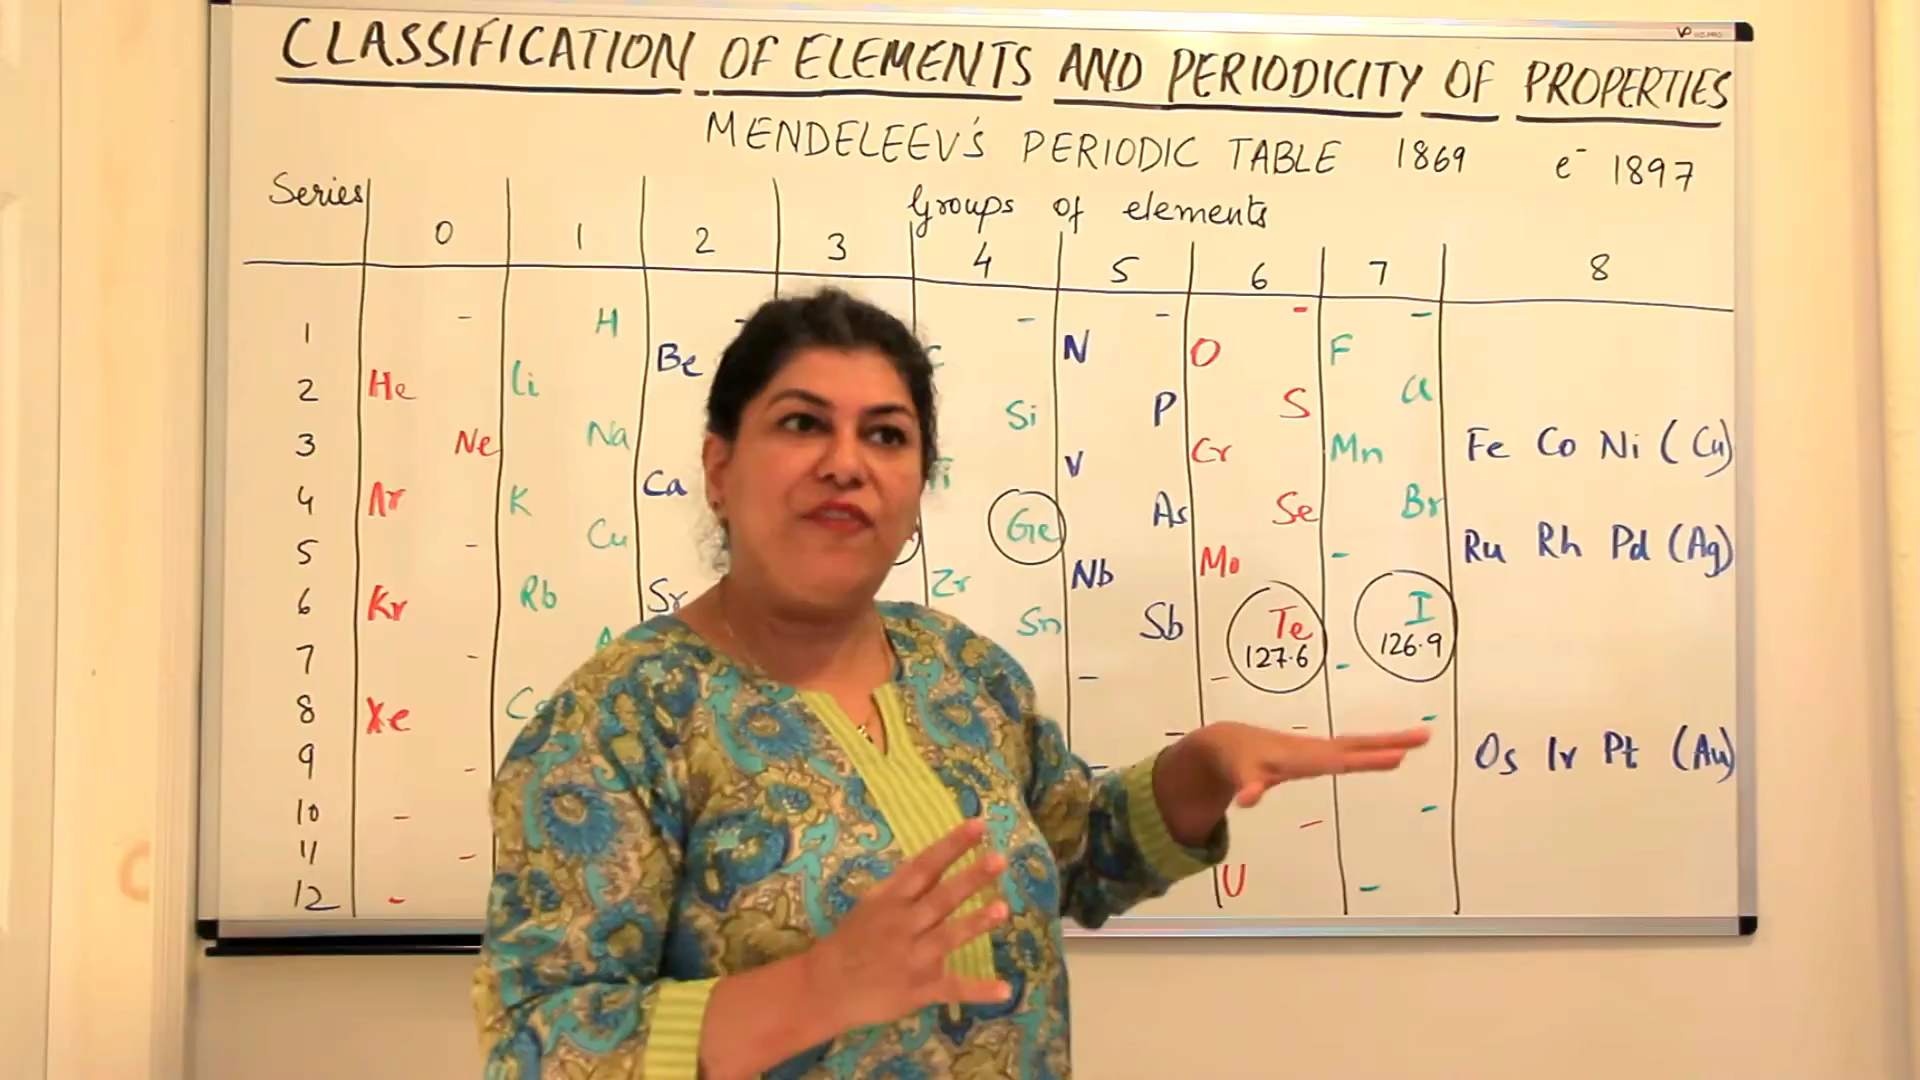 CLASSIFICATION OF ELEMENTS AND PERIODICITY OF PROPERTIES
MENDELEEV'S PERIODIC TABLE 1869 e⁻ 1897
Series Groups of elements
0 1 2 3 4 5 6 7 8
1 - H - - - - -
2 He Li Be N O F
Si P S Cl
3 Ne Na V Cr Mn Fe Co Ni (Cu)
4 Ar K Ca Ti
Ge As Se Br
5 - Cu Nb Mo - Ru Rh Pd (Ag)
6 Kr Rb Sr Zr
Sn Sb Te 127.6 I 126.9
7 - - - -
8 Xe - - -
9 - - Os Ir Pt (Au)
10 - - -
11 -
12 - U -